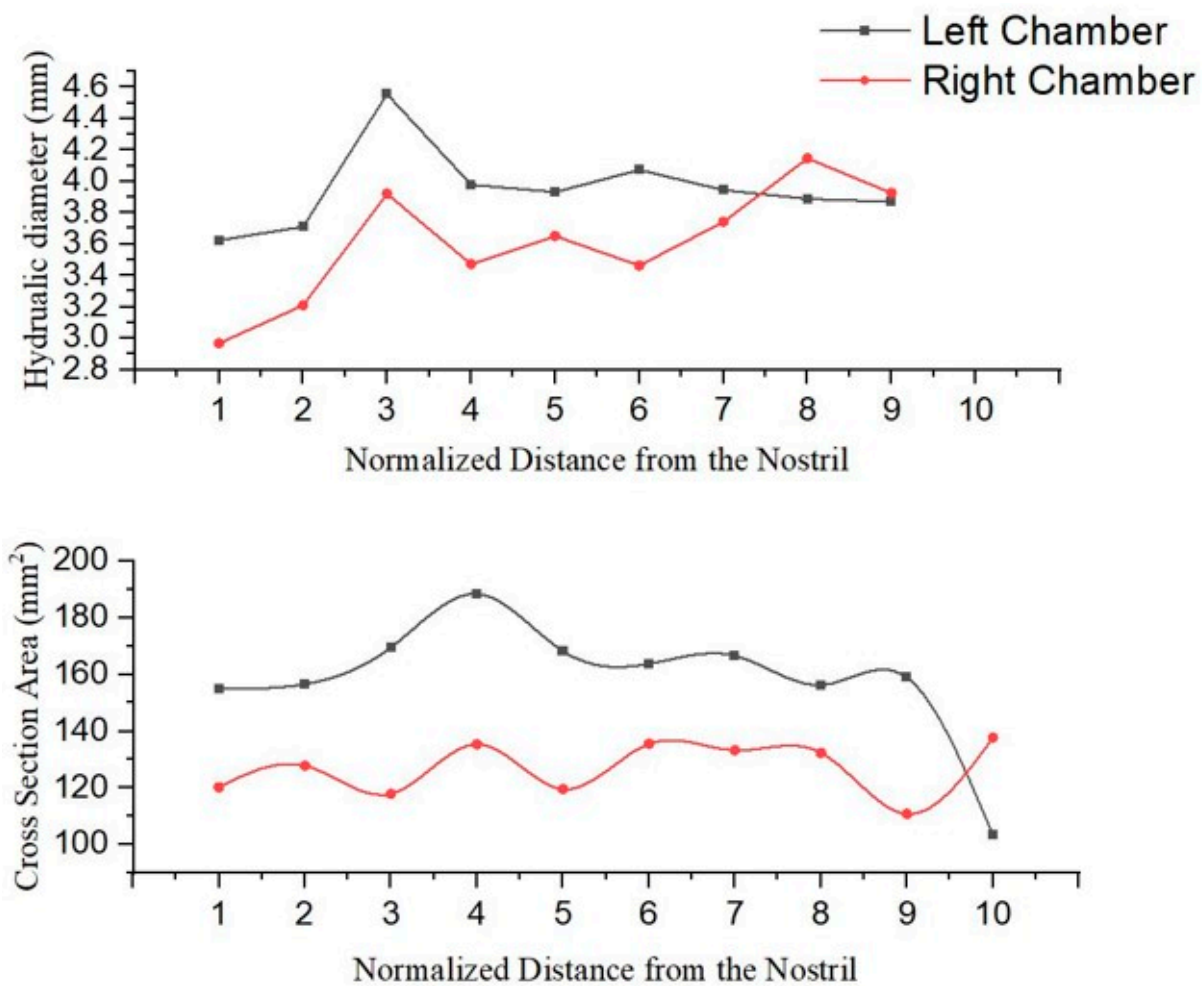 Left Chamber
Right Chamber
Hydrualic diameter (mm)
4.6
4.4
4.2
4.0
3.8
3.6
3.4
3.2
3.0
2.8
1 2 3 4 5 6 7 8 9 10
Normalized Distance from the Nostril
Cross Section Area (mm²)
200
180
160
140
120
100
1 2 3 4 5 6 7 8 9 10
Normalized Distance from the Nostril